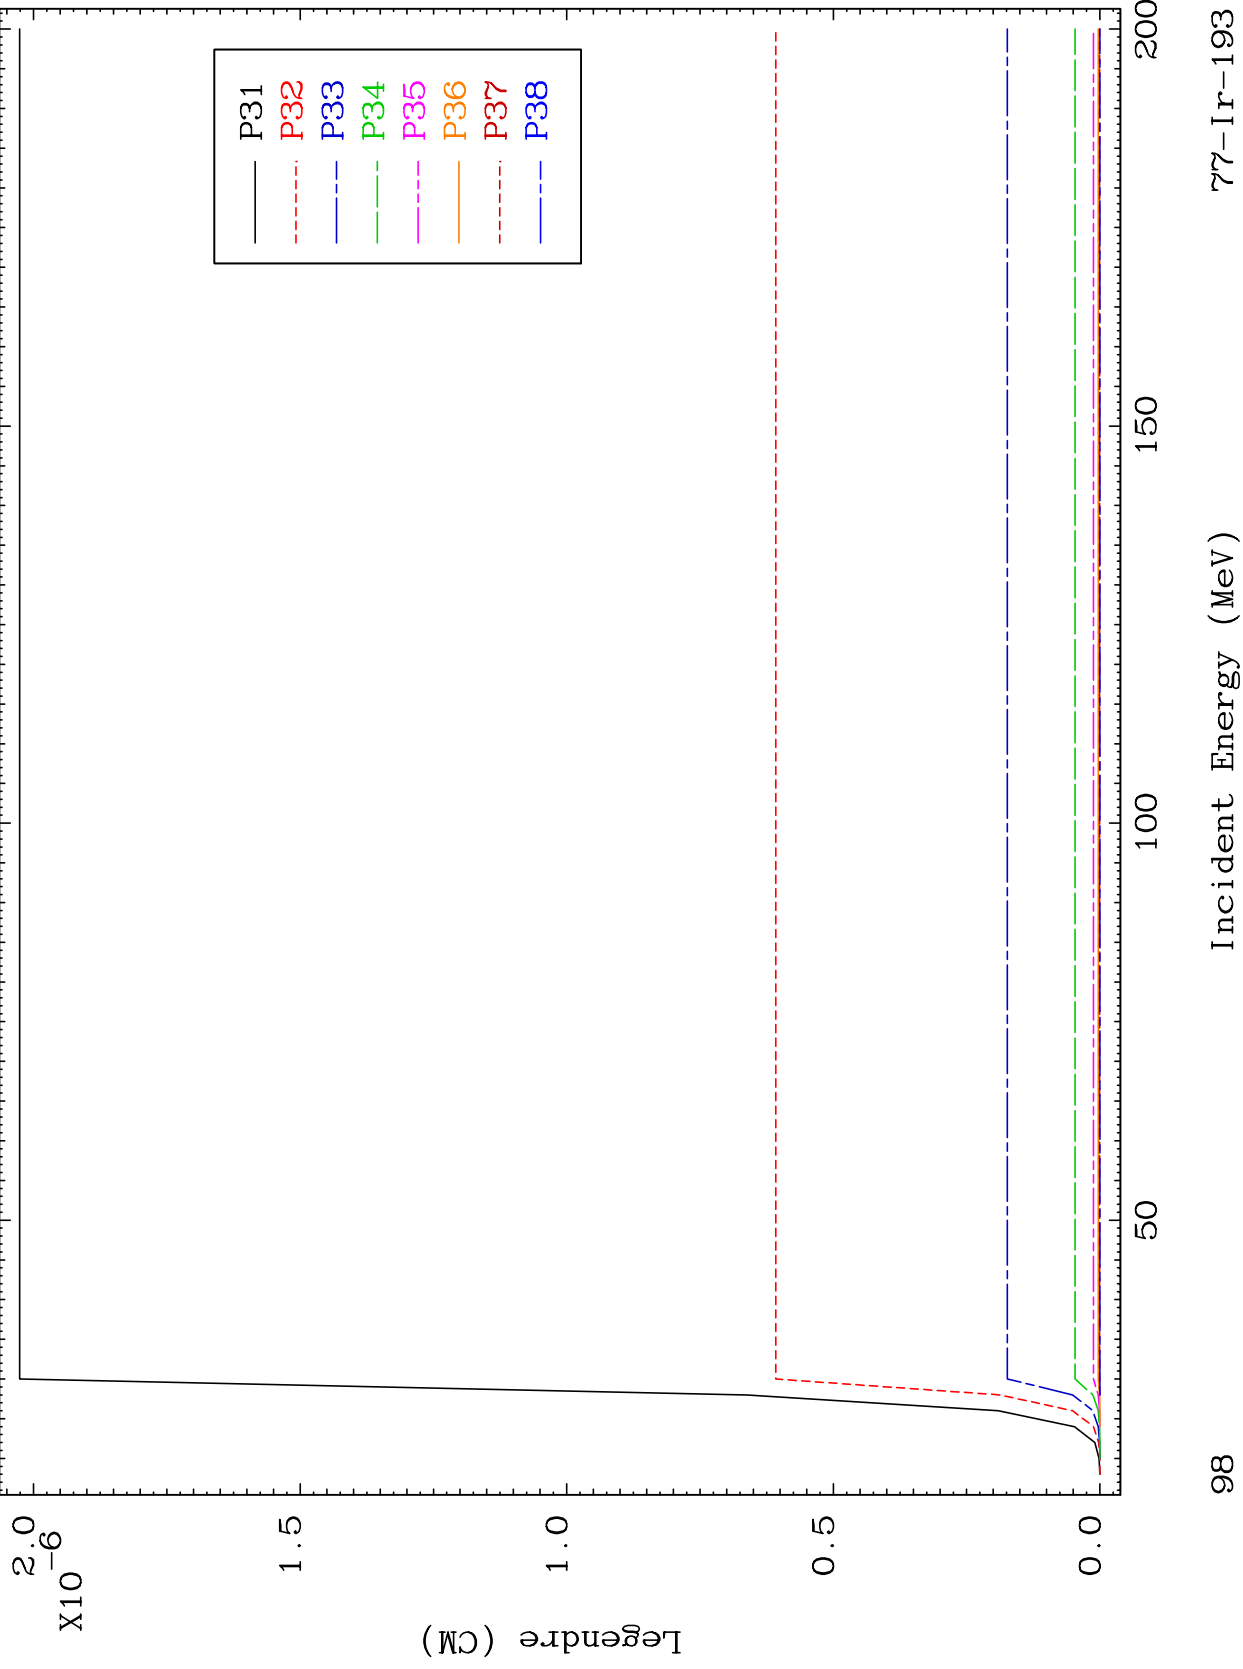 P31
P32
P33
P34
P35
P36
P37
P38
2.0
1.5
1.0
0.5
0.0
X10-6
Legendre (CM)
50
100
150
200
Incident Energy (MeV)
98
77-Ir-193